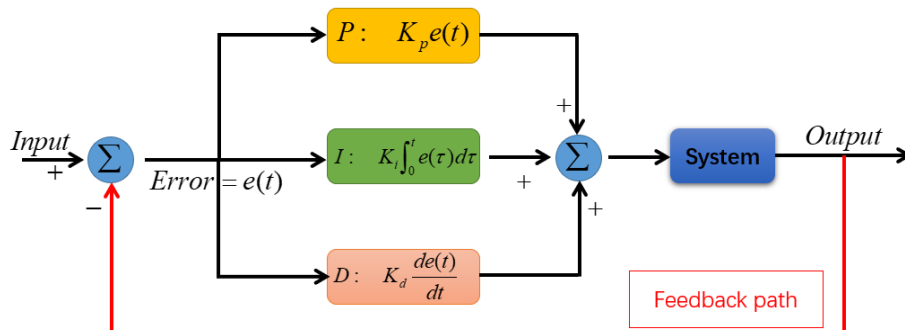 P : K_p e(t)
+
Input
+
Σ
−
Error = e(t)
I : K_i ∫_0^t e(τ)dτ
+
Σ
+
System
Output
D : K_d de(t)/dt
Feedback path